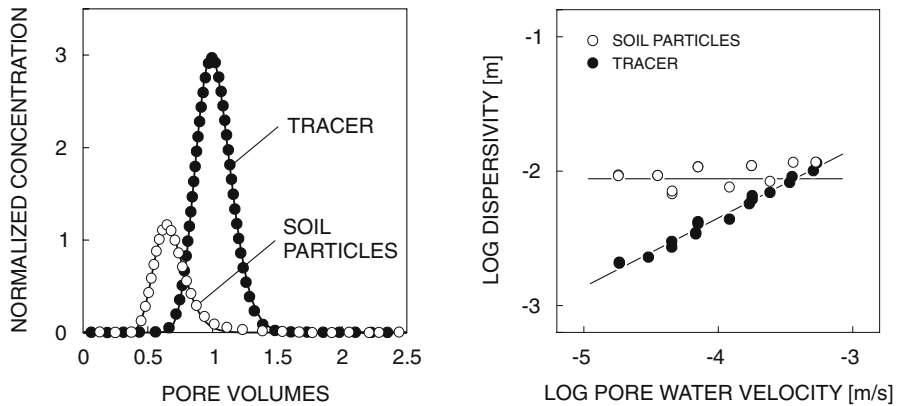 NORMALIZED CONCENTRATION
3
2
1
0
TRACER
SOIL
PARTICLES
0
0.5
1.0
1.5
2
2.5
PORE VOLUMES
LOG DISPERSIVITY [m]
-1
-2
-3
SOIL PARTICLES
TRACER
-5
-4
-3
LOG PORE WATER VELOCITY [m/s]